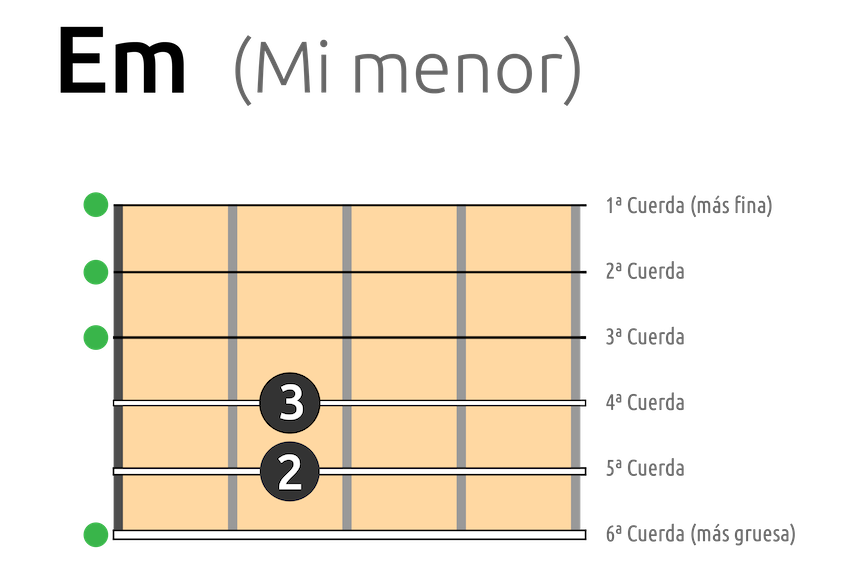 Em (Mi menor)
1ª Cuerda (más fina)
2ª Cuerda
3ª Cuerda
3 4ª Cuerda
2 5ª Cuerda
6ª Cuerda (más gruesa)